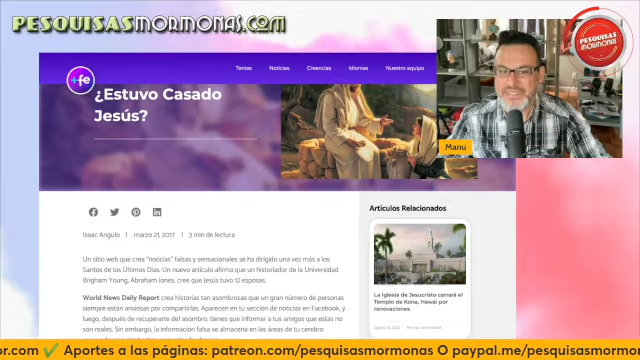 PESQUISASMORMONAS.COM
PESQUISAS
MORMONAS
+fe
Temas
Noticias
Creencias
Idiomas
Nuestro equipo
¿Estuvo Casado
Jesús?
Manu
Artículos Relacionados
Isaac Angulo | marzo 21, 2017 | 3 min de lectura
La Iglesia de Jesucristo cerrará el
Templo de Kona, Hawái por
renovaciones
Un sitio web que crea "noticias" falsas y sensacionales se ha dirigido una vez más a los
Santos de los Últimos Días. Un nuevo artículo afirma que un historiador de la Universidad
Brigham Young, Abraham Jones, cree que Jesús tuvo 12 esposas.
World News Daily Report crea historias tan asombrosas que un gran número de personas
siempre están ansiosas por compartirlas. Aparecen en tu sección de noticias en Facebook, y
luego, después de recuperarte del asombro, tienes que informar a tus amigos que estas no
son reales. Sin embargo, la información falsa se almacena en las áreas de tu cerebro
or.com ✔ Aportes a las páginas: patreon.com/pesquisasmormonas O paypal.me/pesquisasmormo